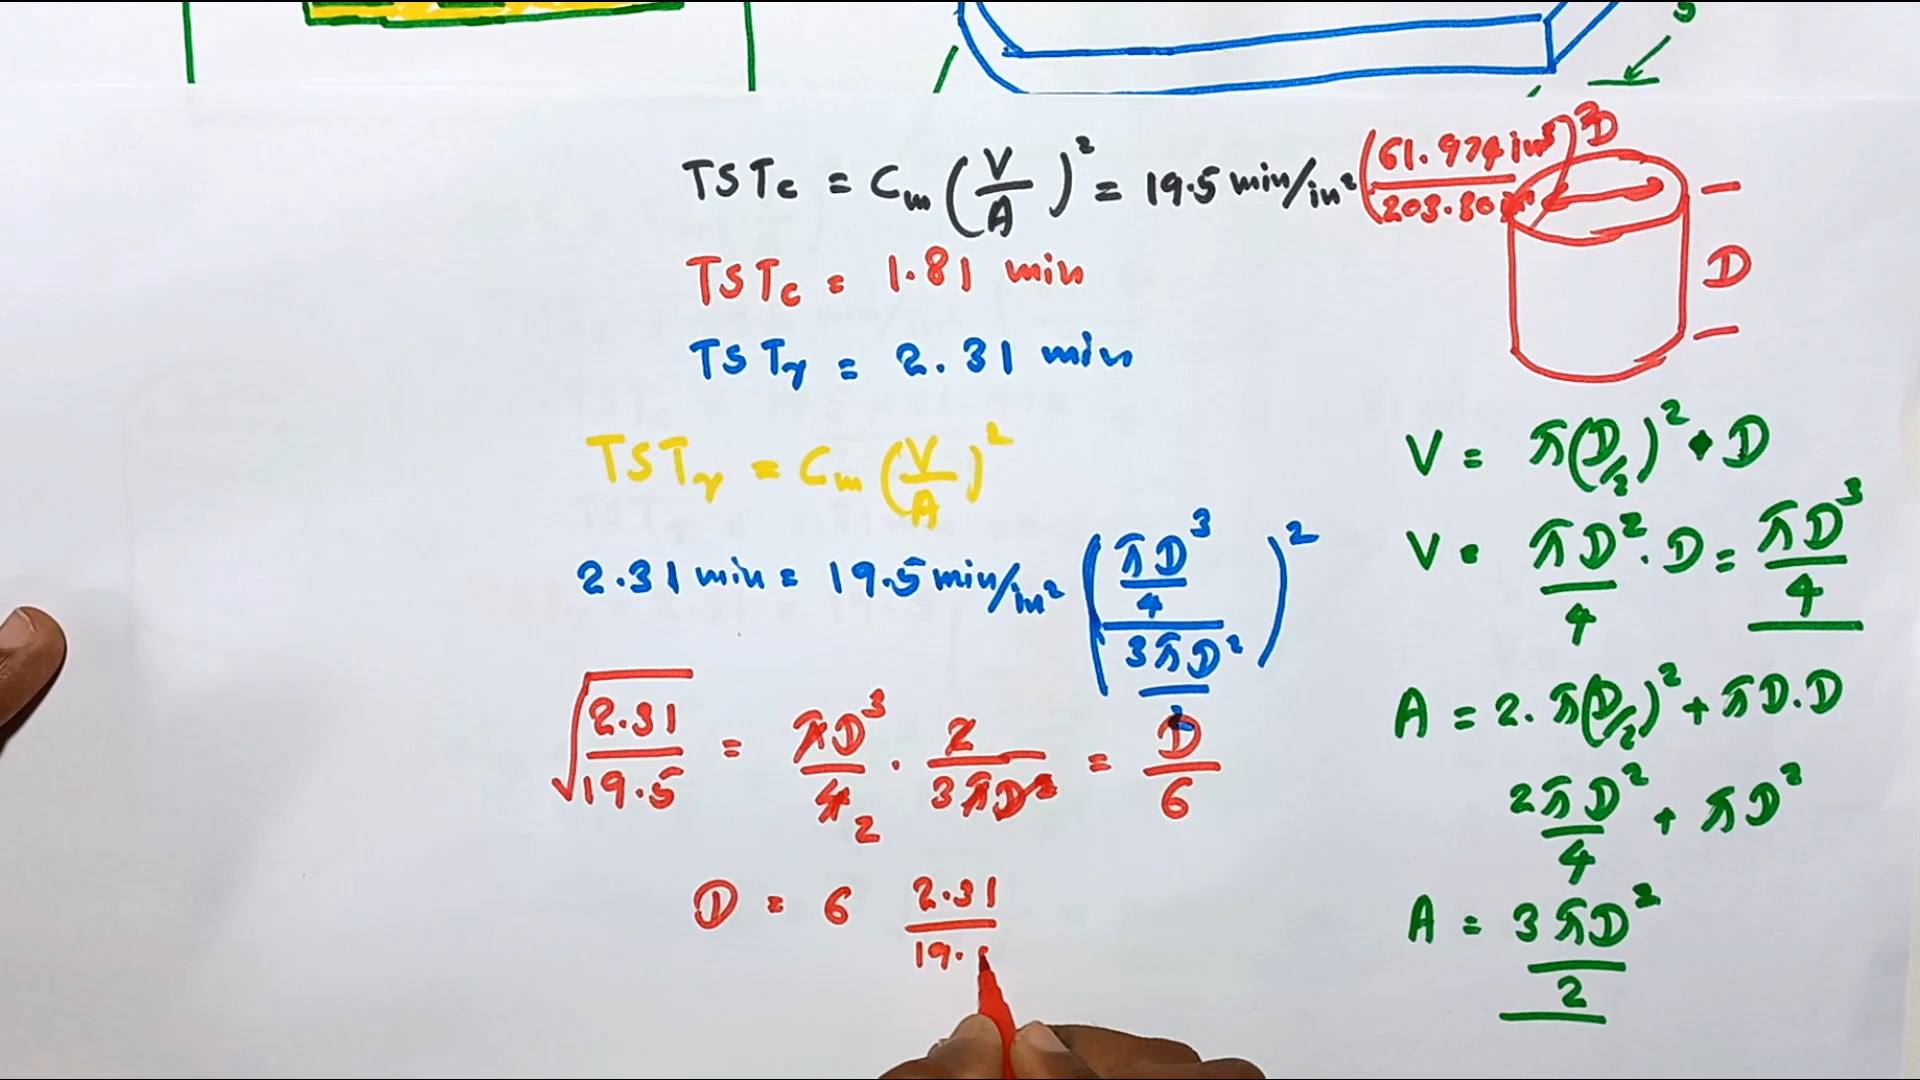 TSTc = Cm (V/A)² = 19.5 min/in² (61.974 in³/203.80 in²)² D
TSTc = 1.81 min
D
TSTγ = 2.31 min
TSTγ = Cm (V/A)²
2.31 min = 19.5 min/in² (πD³/4 / 3πD²/2)²
√(2.31/19.5) = πD³/4 2 · 2/3πD² = D/6
D = 6 2.31/19.
V = π(D/2)² · D
V = πD²/4 · D = πD³/4
A = 2 · π(D/2)² + πD·D
2πD²/4 + πD²
A = 3πD²/2